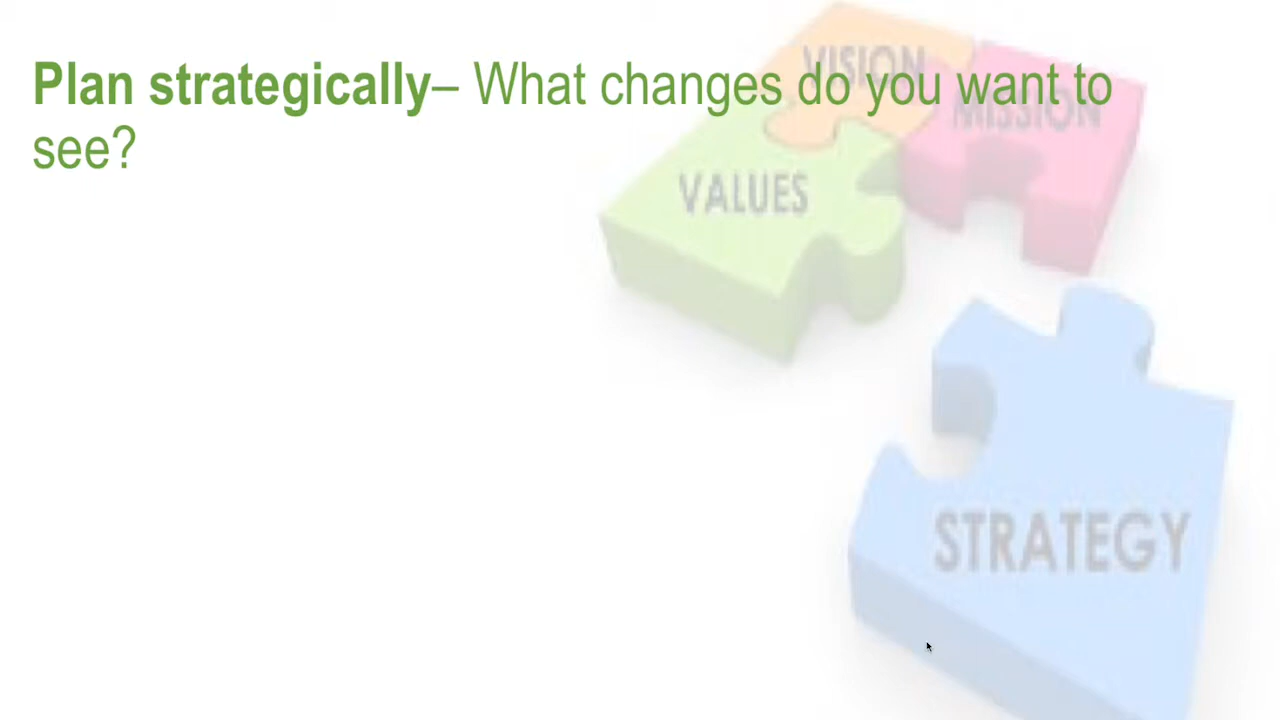 Plan strategically– What changes do you want to
see?
VISION
MISSION
VALUES
STRATEGY